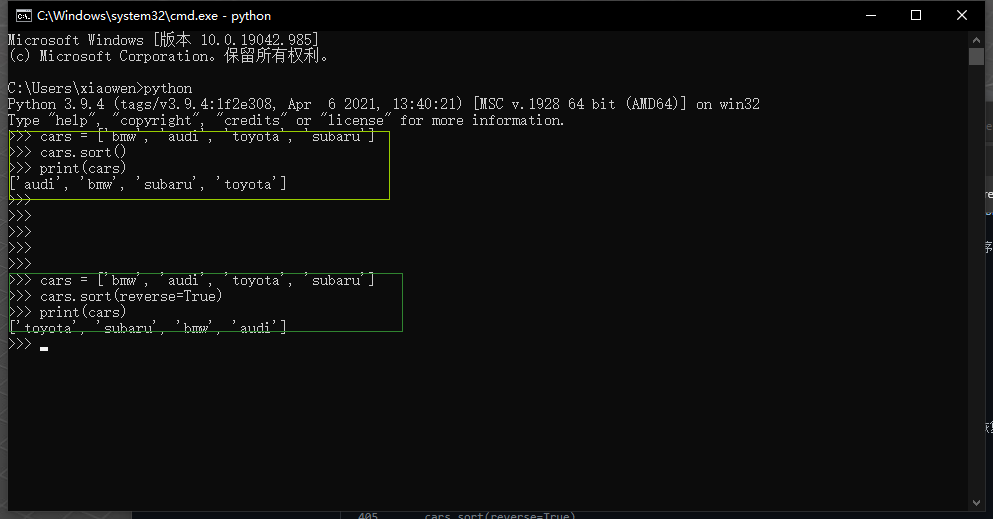 C:\Windows\system32\cmd.exe - python
Microsoft Windows [版本 10.0.19042.985]
(c) Microsoft Corporation。保留所有权利。
C:\Users\xiaowen>python
Python 3.9.4 (tags/v3.9.4:1f2e308, Apr  6 2021, 13:40:21) [MSC v.1928 64 bit (AMD64)] on win32
Type "help", "copyright", "credits" or "license" for more information.
>>> cars = ['bmw', 'audi', 'toyota', 'subaru']
>>> cars.sort()
>>> print(cars)
['audi', 'bmw', 'subaru', 'toyota']
>>>
>>>
>>>
>>>
>>>
>>> cars = ['bmw', 'audi', 'toyota', 'subaru']
>>> cars.sort(reverse=True)
>>> print(cars)
['toyota', 'subaru', 'bmw', 'audi']
>>>
405 cars.sort(reverse=True)